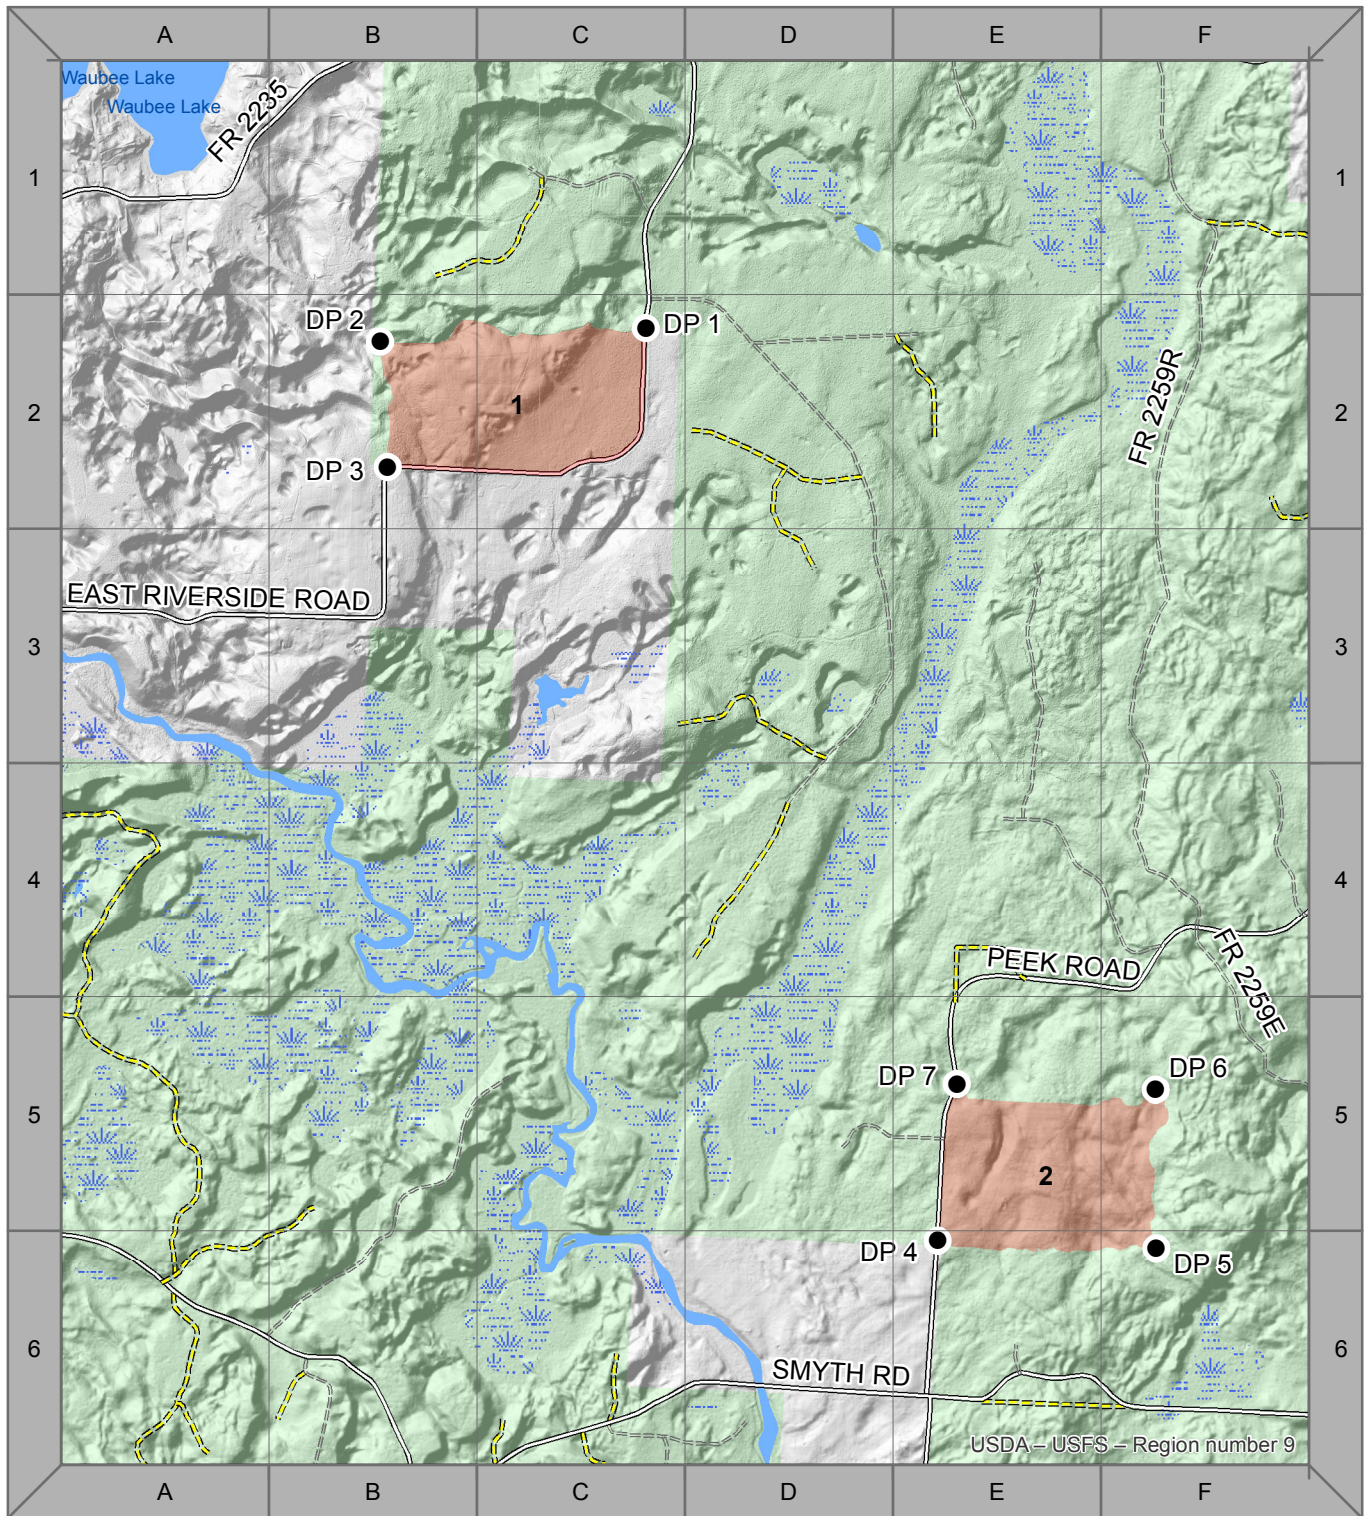 A B C D E F
Waubee Lake
Waubee Lake
FR 2235
1 1
DP 2
DP 1
1
2 2
FR 2259R
DP 3
EAST RIVERSIDE ROAD
3 3
4 4
PEEK ROAD
FR 2259E
DP 7
DP 6
5 5
2
DP 4
DP 5
6 6
SMYTH RD
USDA – USFS – Region number 9
A B C D E F